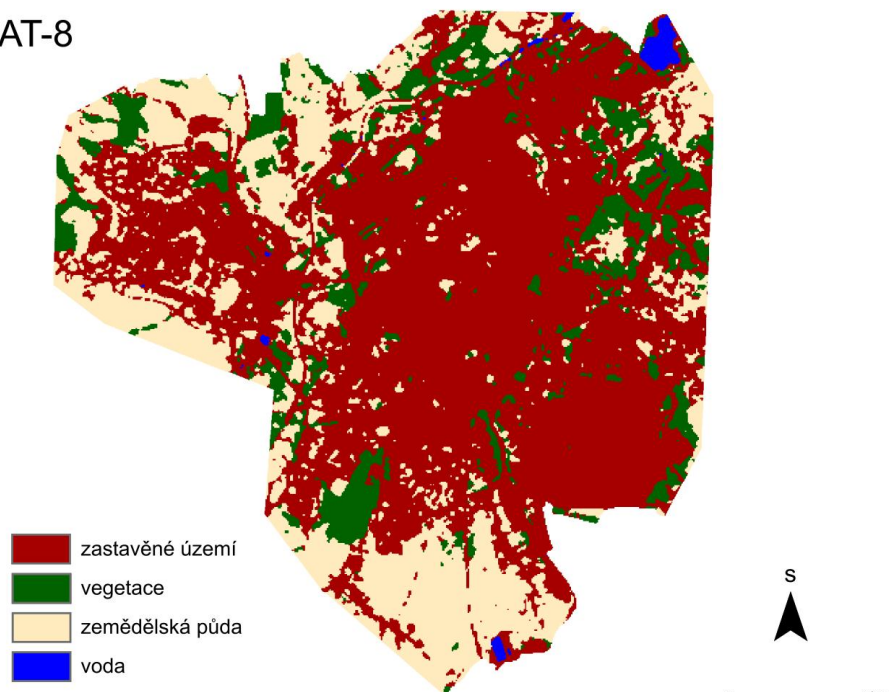 AT-8
zastavěné území
vegetace
zemědělská půda
voda
S